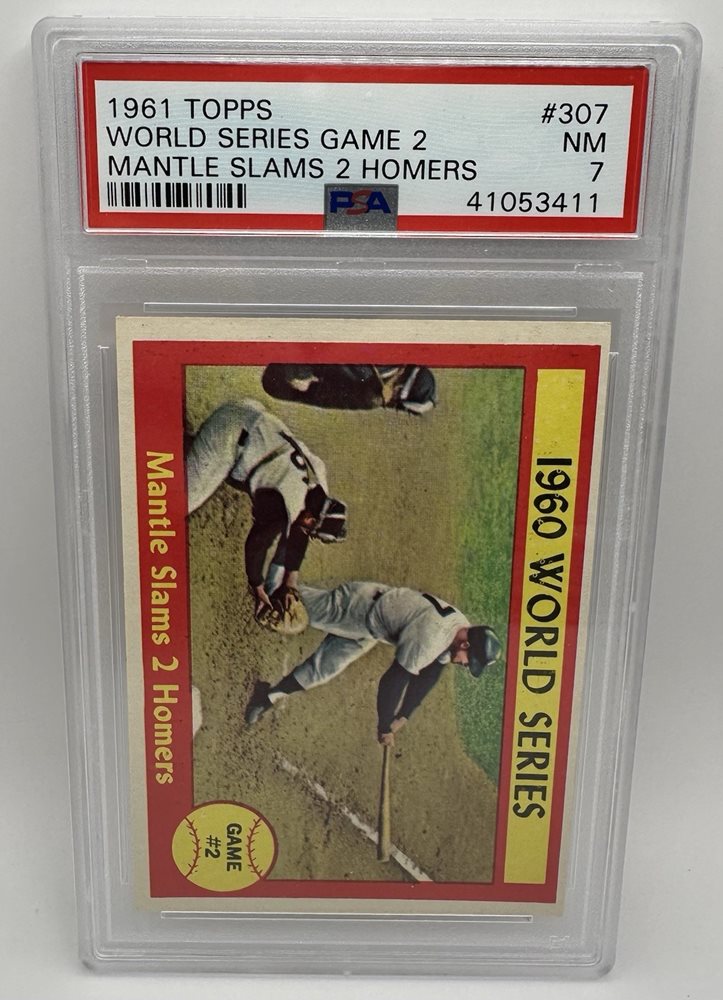 1961 TOPPS #307
WORLD SERIES GAME 2 NM
MANTLE SLAMS 2 HOMERS 7
PSA 41053411
1960 WORLD SERIES
Mantle Slams 2 Homers
GAME
#2